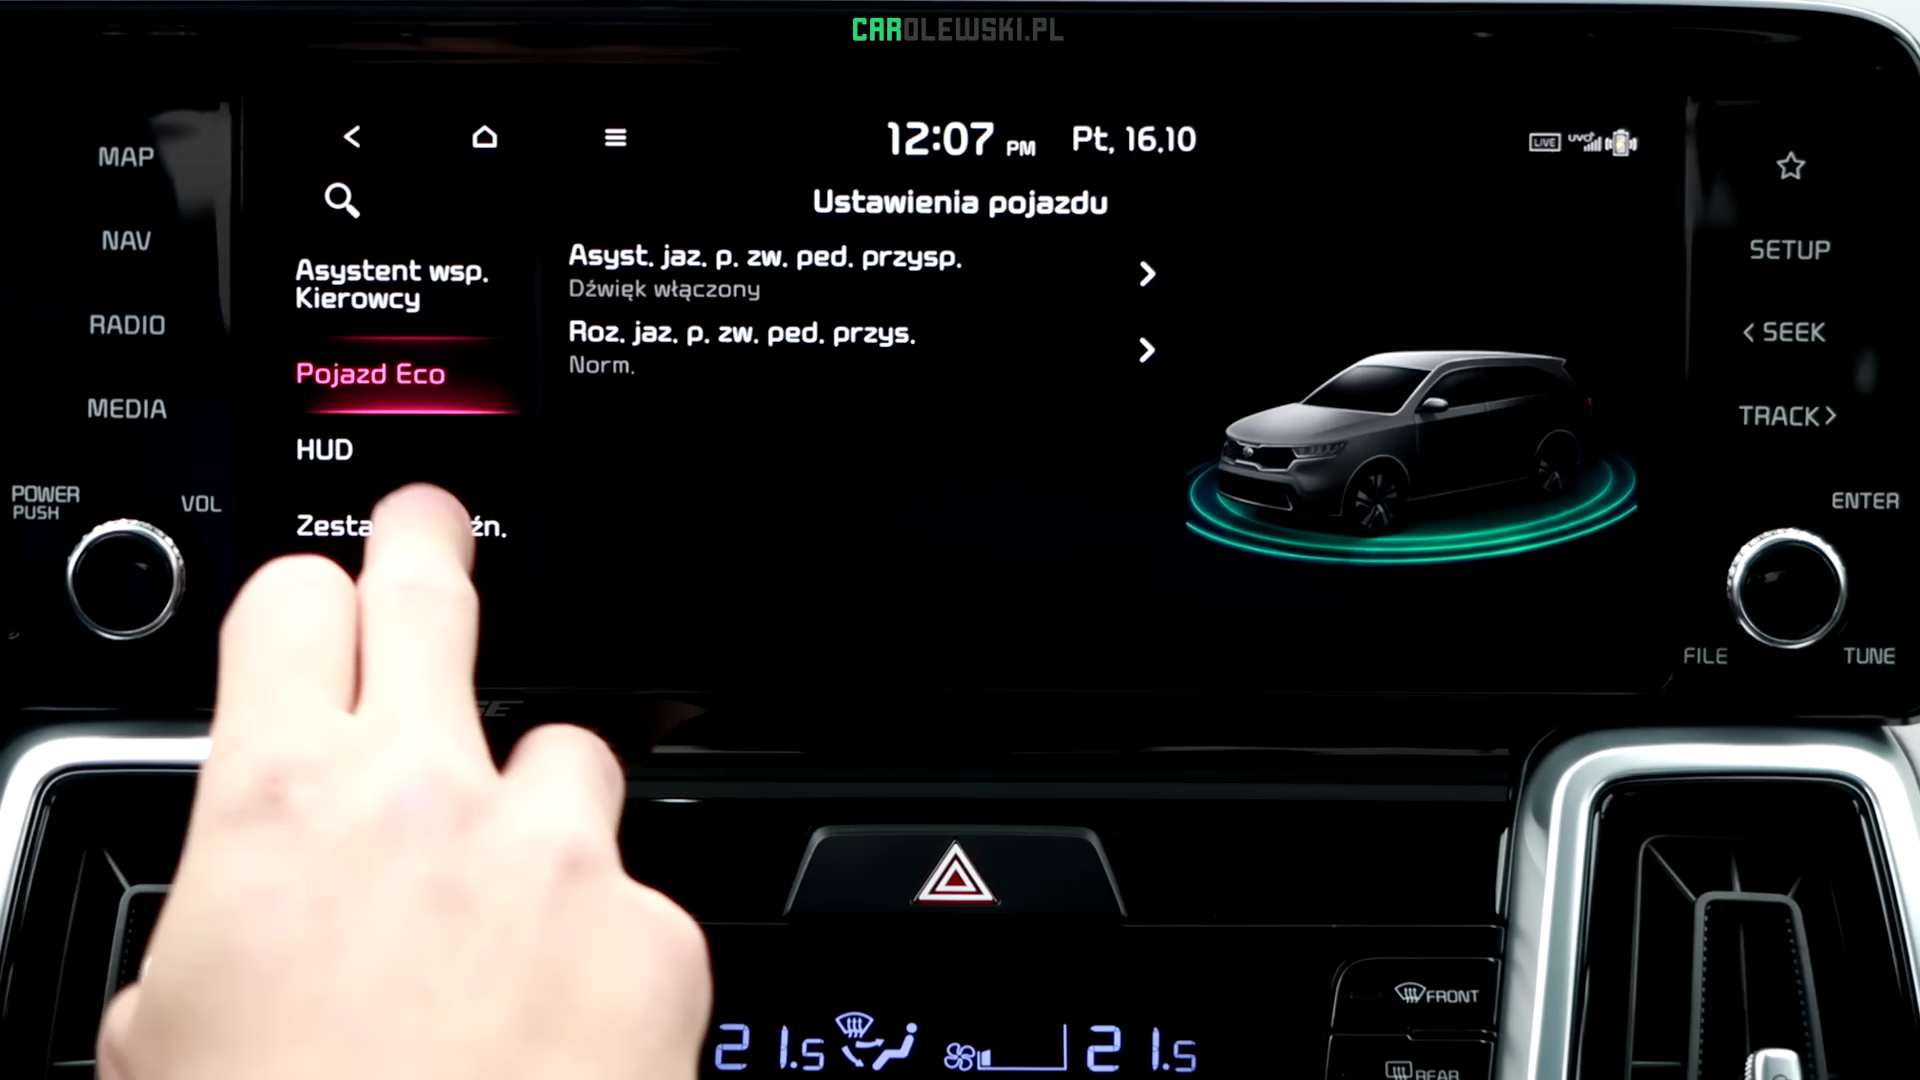 CAROLEWSKI.PL
12:07 PM Pt, 16.10
LIVE
UVO
Ustawienia pojazdu
Asystent wsp.
Kierowcy
Pojazd Eco
HUD
Asyst. jaz. p. zw. ped. przysp.
Dźwięk włączony
Roz. jaz. p. zw. ped. przys.
Norm.
MAP
NAV
RADIO
MEDIA
POWER
PUSH
VOL
SETUP
< SEEK
TRACK >
ENTER
FILE
TUNE
FRONT
REAR
21.5
21.5